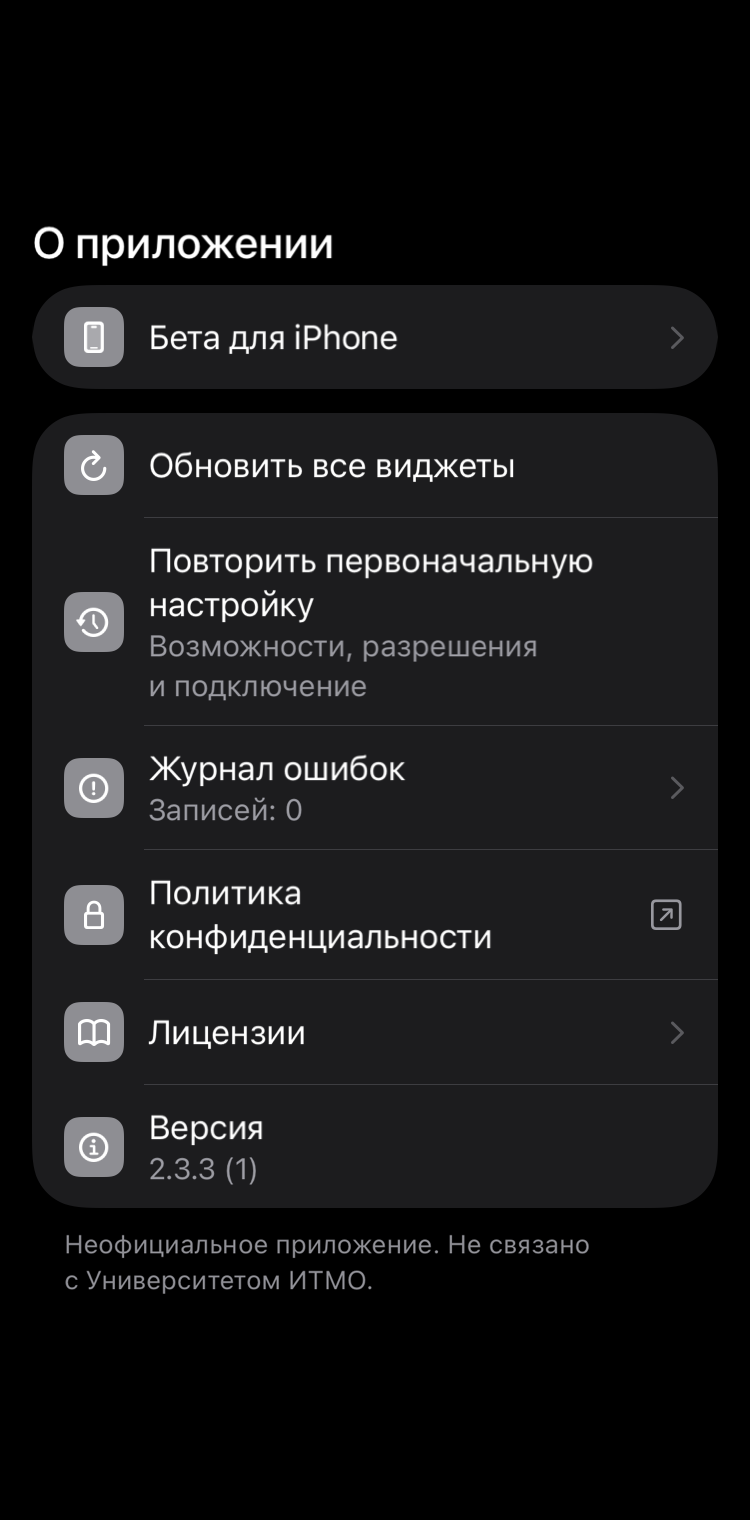 О приложении
Бета для iPhone
Обновить все виджеты
Повторить первоначальную
настройку
Возможности, разрешения
и подключение
Журнал ошибок
Записей: 0
Политика
конфиденциальности
Лицензии
Версия
2.3.3 (1)
Неофициальное приложение. Не связано
с Университетом ИТМО.